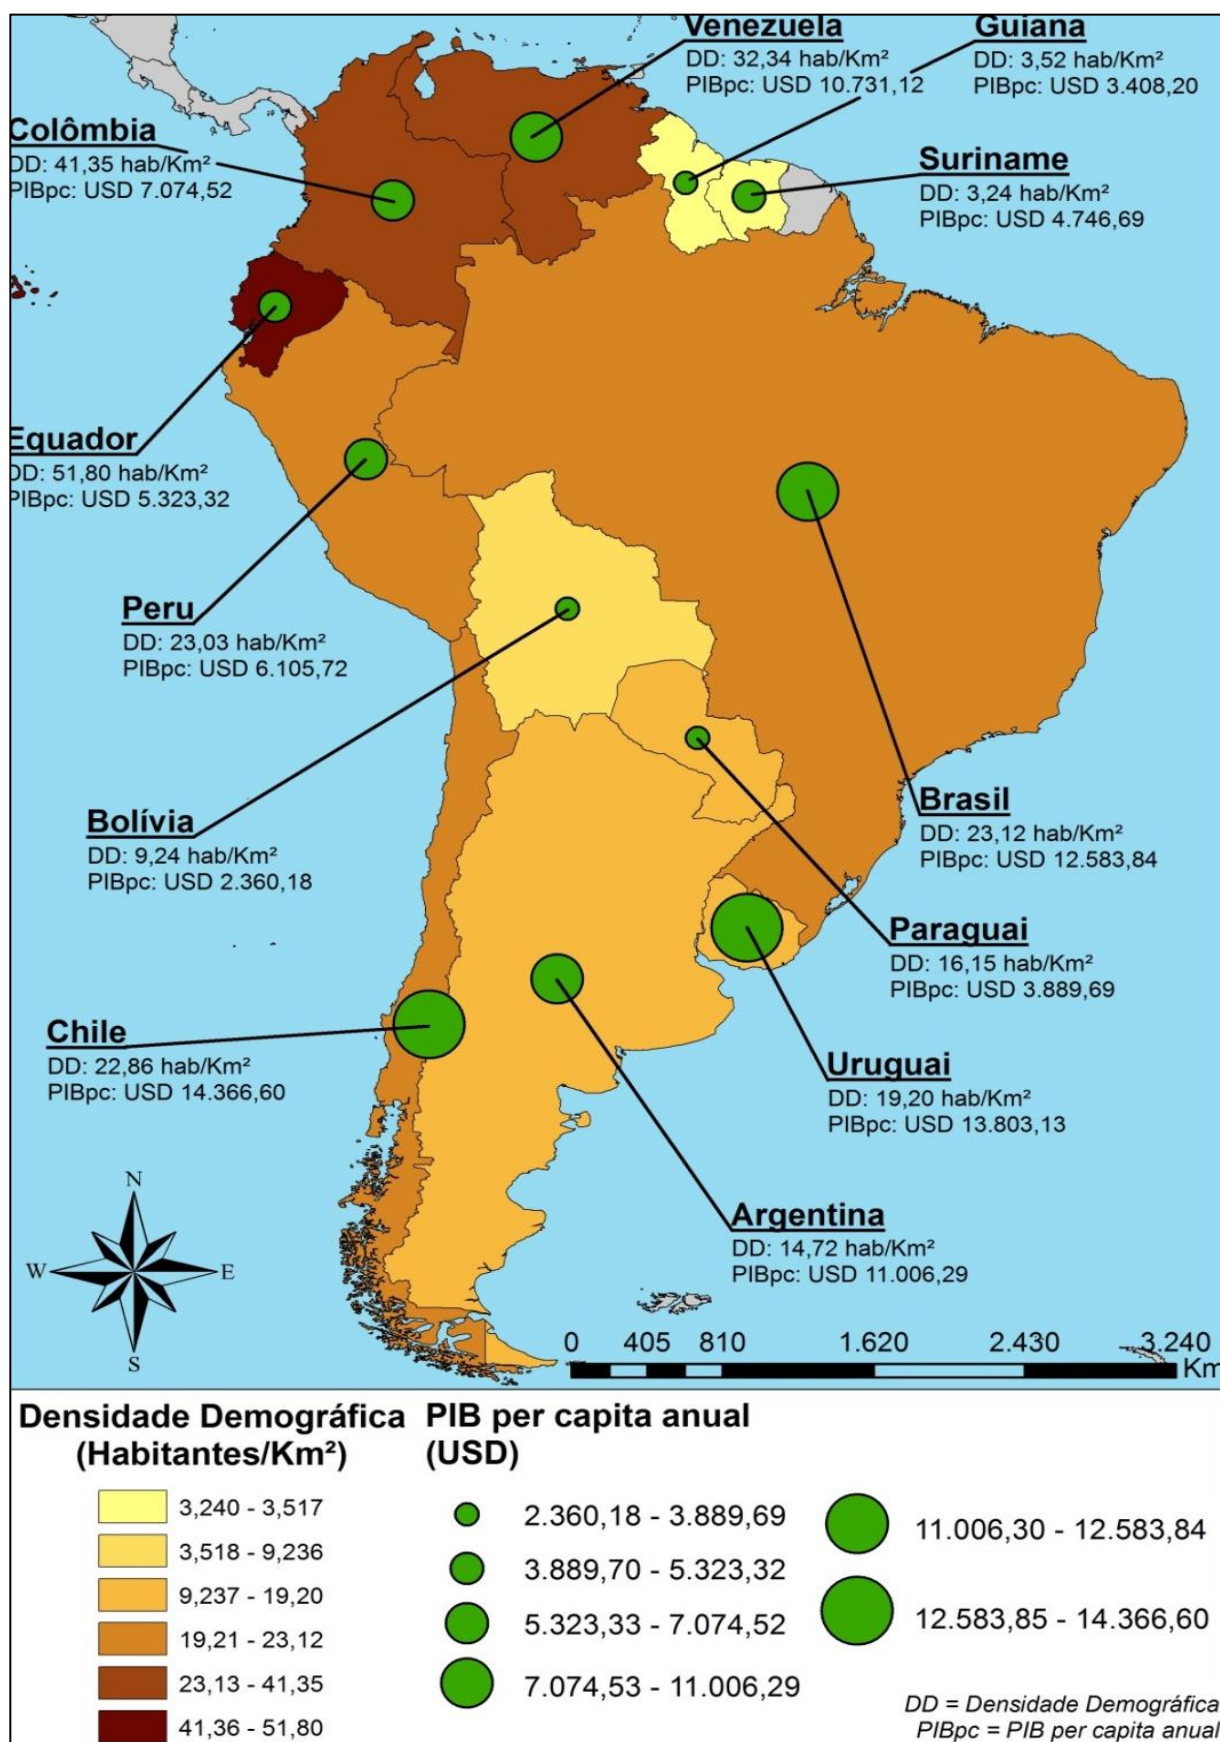 Venezuela
DD: 32,34 hab/Km²
PIBpc: USD 10.731,12
Guiana
DD: 3,52 hab/Km²
PIBpc: USD 3.408,20
Colômbia
DD: 41,35 hab/Km²
PIBpc: USD 7.074,52
Suriname
DD: 3,24 hab/Km²
PIBpc: USD 4.746,69
Equador
DD: 51,80 hab/Km²
PIBpc: USD 5.323,32
Peru
DD: 23,03 hab/Km²
PIBpc: USD 6.105,72
Bolívia
DD: 9,24 hab/Km²
PIBpc: USD 2.360,18
Brasil
DD: 23,12 hab/Km²
PIBpc: USD 12.583,84
Paraguai
DD: 16,15 hab/Km²
PIBpc: USD 3.889,69
Chile
DD: 22,86 hab/Km²
PIBpc: USD 14.366,60
Uruguai
DD: 19,20 hab/Km²
PIBpc: USD 13.803,13
Argentina
DD: 14,72 hab/Km²
PIBpc: USD 11.006,29
N
W E
S
0 405 810 1.620 2.430 3.240
Km
Densidade Demográfica
(Habitantes/Km²)
3,240 - 3,517
3,518 - 9,236
9,237 - 19,20
19,21 - 23,12
23,13 - 41,35
41,36 - 51,80
PIB per capita anual
(USD)
2.360,18 - 3.889,69
3.889,70 - 5.323,32
5.323,33 - 7.074,52
7.074,53 - 11.006,29
11.006,30 - 12.583,84
12.583,85 - 14.366,60
DD = Densidade Demográfica
PIBpc = PIB per capita anual